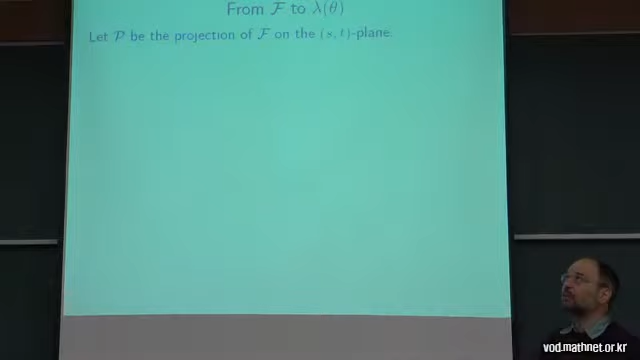 From 𝓕 to λ(θ)
Let 𝒫 be the projection of 𝓕 on the (s, t)-plane.
vod.mathnet.or.kr